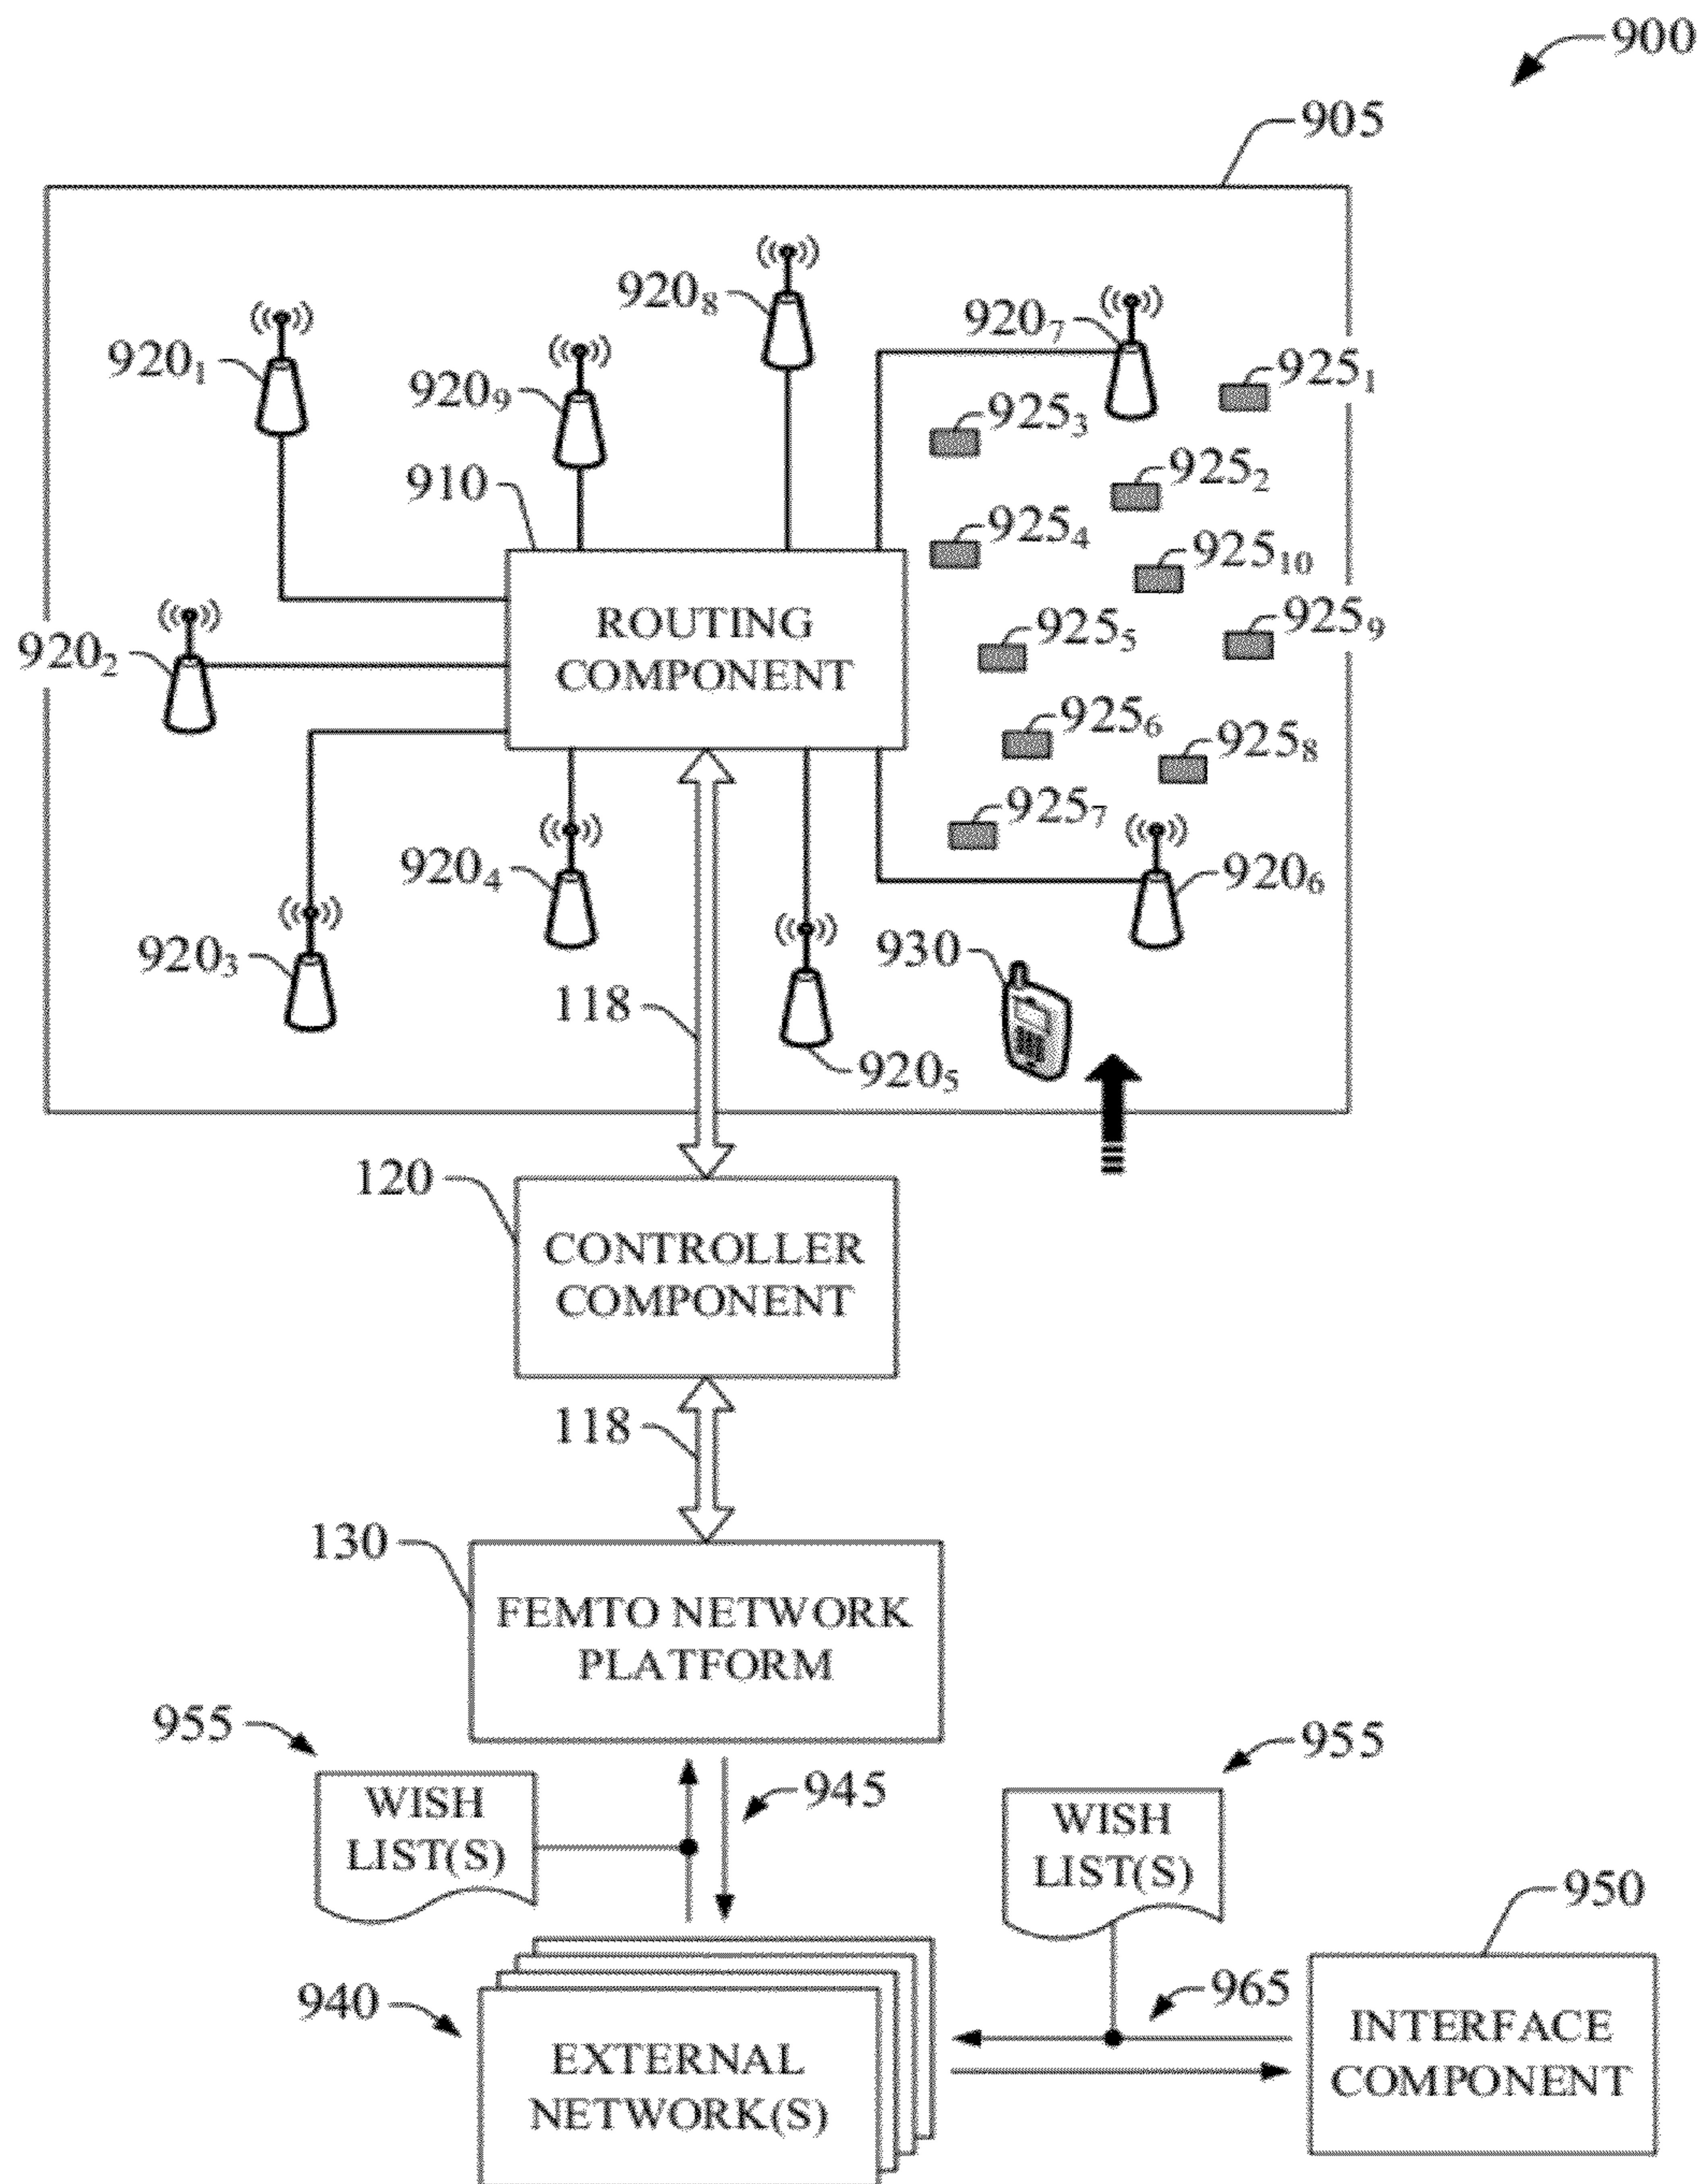 900
905
920₈
920₇
920₁
925₁
920₉
925₃
910
925₂
925₄
925₁₀
ROUTING
COMPONENT
925₅
925₉
920₂
925₆
925₈
925₇
920₄
920₆
920₃
930
118
920₅
120
CONTROLLER
COMPONENT
118
130
FEMTO NETWORK
PLATFORM
955
955
WISH
LIST(S)
945
WISH
LIST(S)
950
940
965
EXTERNAL
NETWORK(S)
INTERFACE
COMPONENT